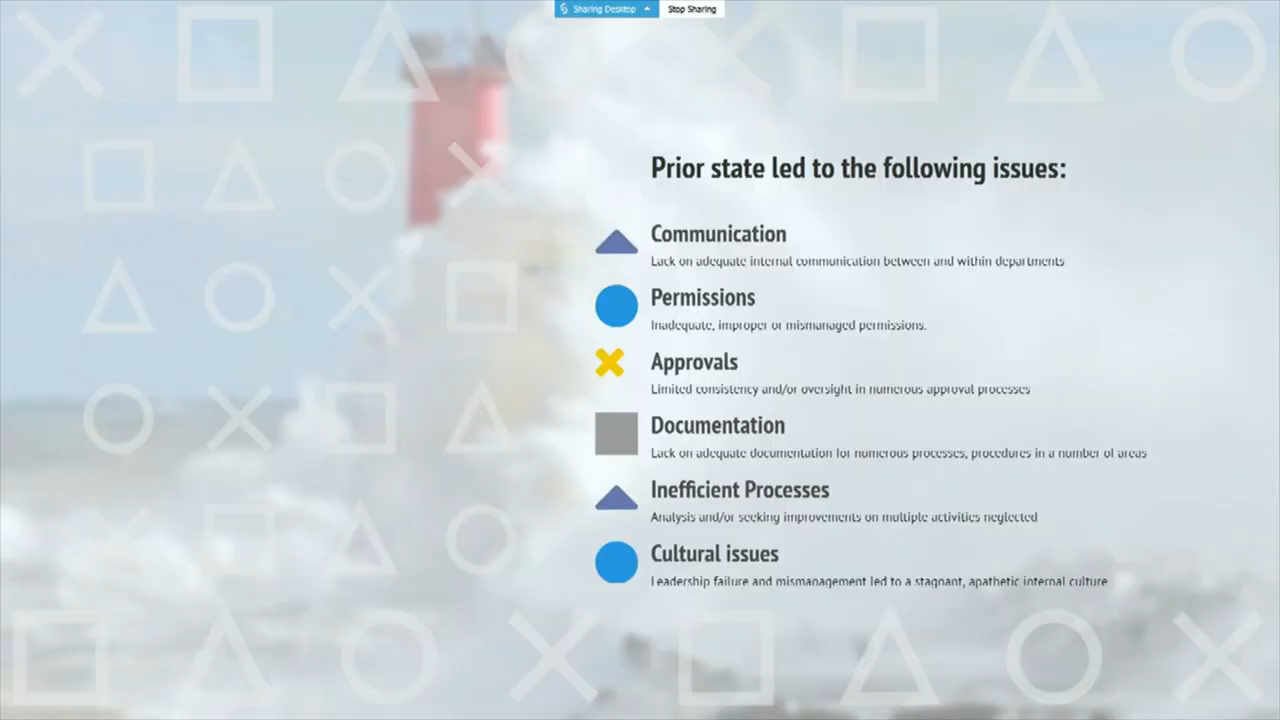 Sharing Desktop Stop Sharing
Prior state led to the following issues:
Communication
Lack on adequate internal communication between and within departments
Permissions
Inadequate, improper or mismanaged permissions.
Approvals
Limited consistency and/or oversight in numerous approval processes
Documentation
Lack on adequate documentation for numerous processes, procedures in a number of areas
Inefficient Processes
Analysis and/or seeking improvements on multiple activities neglected
Cultural issues
Leadership failure and mismanagement led to a stagnant, apathetic internal culture